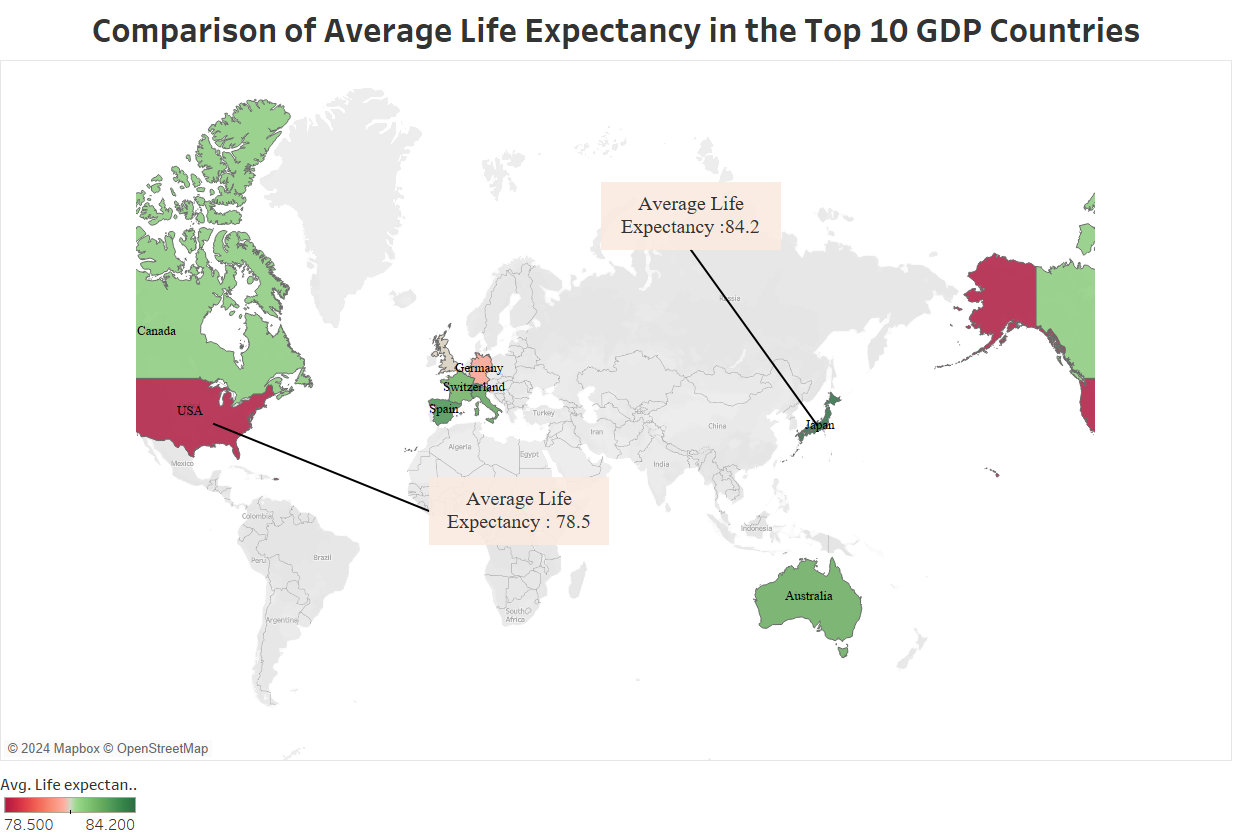 Comparison of Average Life Expectancy in the Top 10 GDP Countries
Average Life
Expectancy :84.2
Russia
Canada
Germany
Switzerland
USA
Spain
Turkey
Japan
China
Iran
Mexico
Algeria
Egypt
India
Average Life
Expectancy : 78.5
Colombia
Indonesia
Brazil
Peru
Australia
South
Africa
Argentina
© 2024 Mapbox © OpenStreetMap
Avg. Life expectan..
78.500 84.200